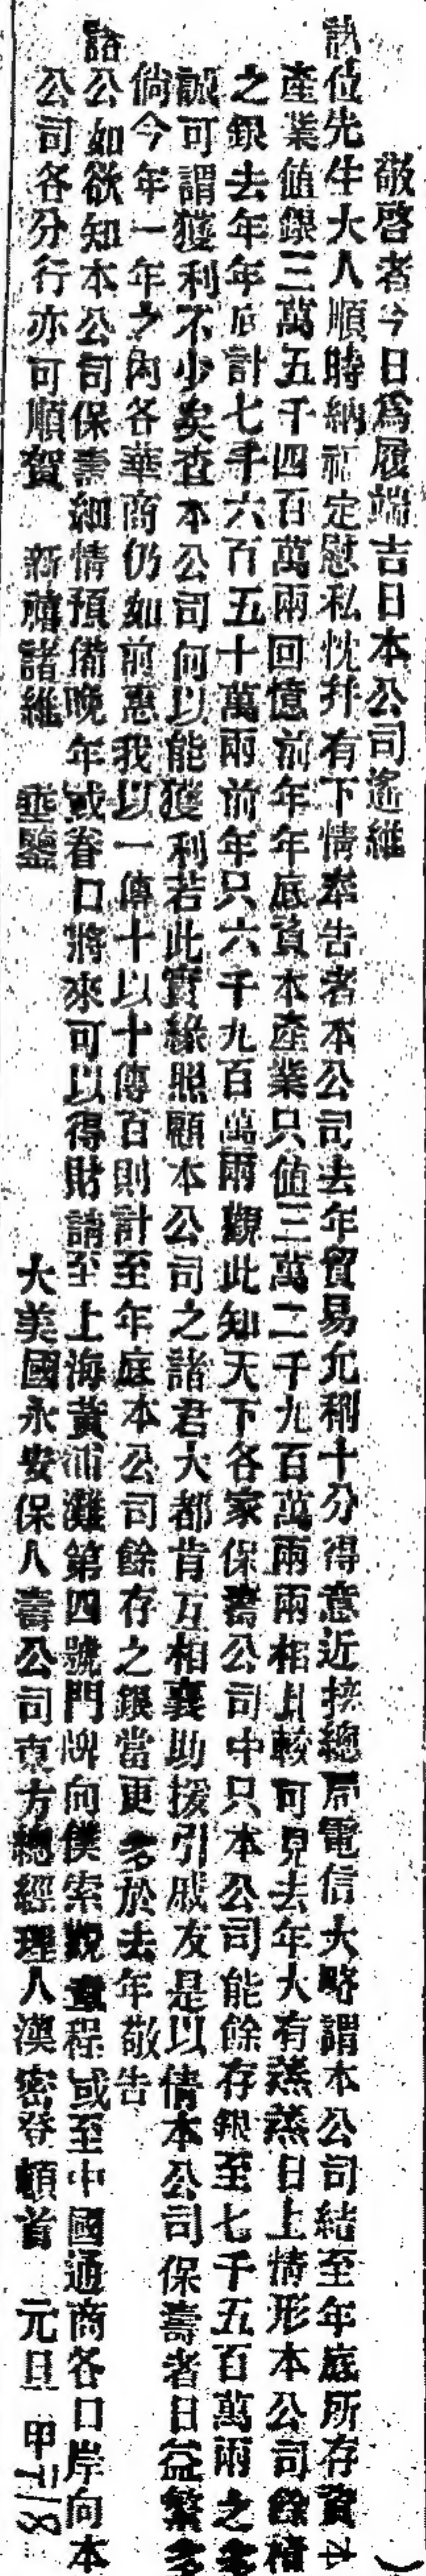 敬啓者今日爲履端吉日本公司遙維
諸位先生大人順時納祜定慰私忱幷有下情奉告者本公司去年貿易尤稱十分得意近接總局電信大略謂本公司結至年底所存資本
產業值銀三萬五千四百萬兩回憶前年年底資本產業只值三萬二千九百萬兩兩相比較可見去年大有蒸蒸日上情形本公司餘積
之銀去年年底計七千六百五十萬兩前年只六千九百萬兩觀此知天下各家保壽公司中只本公司能餘存銀至七千五百萬兩之多
誠可謂獲利不少矣查本公司何以能獲利若此實緣照顧本公司之諸君大都肯互相襄助援引戚友是以倩本公司保壽者日益繁多
倘今年一年之內各華商仍如前惠我以一傳十以十傳百則計至年底本公司餘存之銀當更多於去年敬告
諸公如欲知本公司保壽細情預備晚年或眷口將來可以得財請至上海黃浦灘第四號門牌向僕索觀章程或至中國通商各口岸向本
公司各分行亦可順賀 新禧諸維 垂鑒 大美國永安保人壽公司東方總經理人漢密登頓首 元旦 甲 8